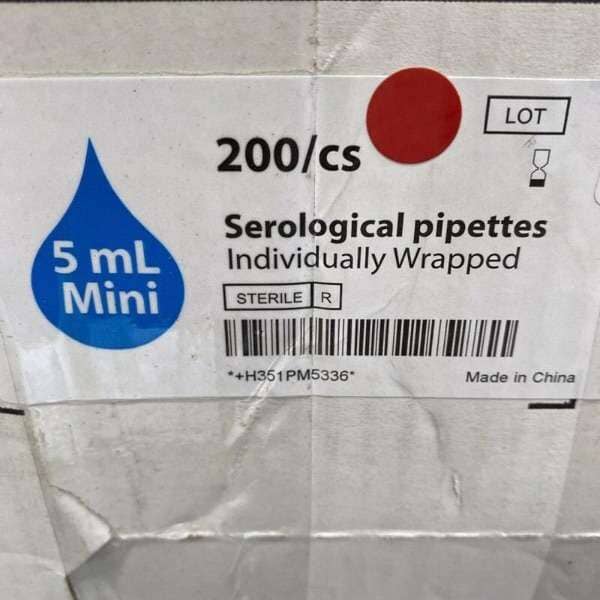 200/cs
LOT
5 mL
Mini
Serological pipettes
Individually Wrapped
STERILE R
*+H351PM5336*
Made in China